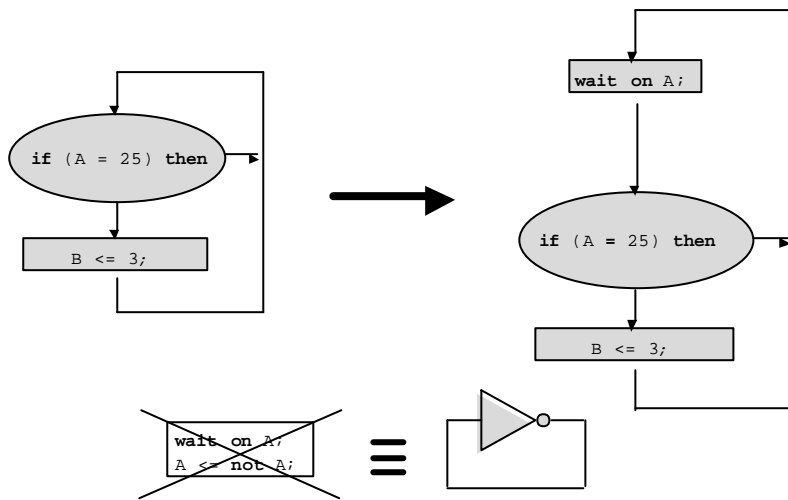 if (A = 25) then
B <= 3;
wait on A;
if (A = 25) then
B <= 3;
wait on A;
A <= not A;